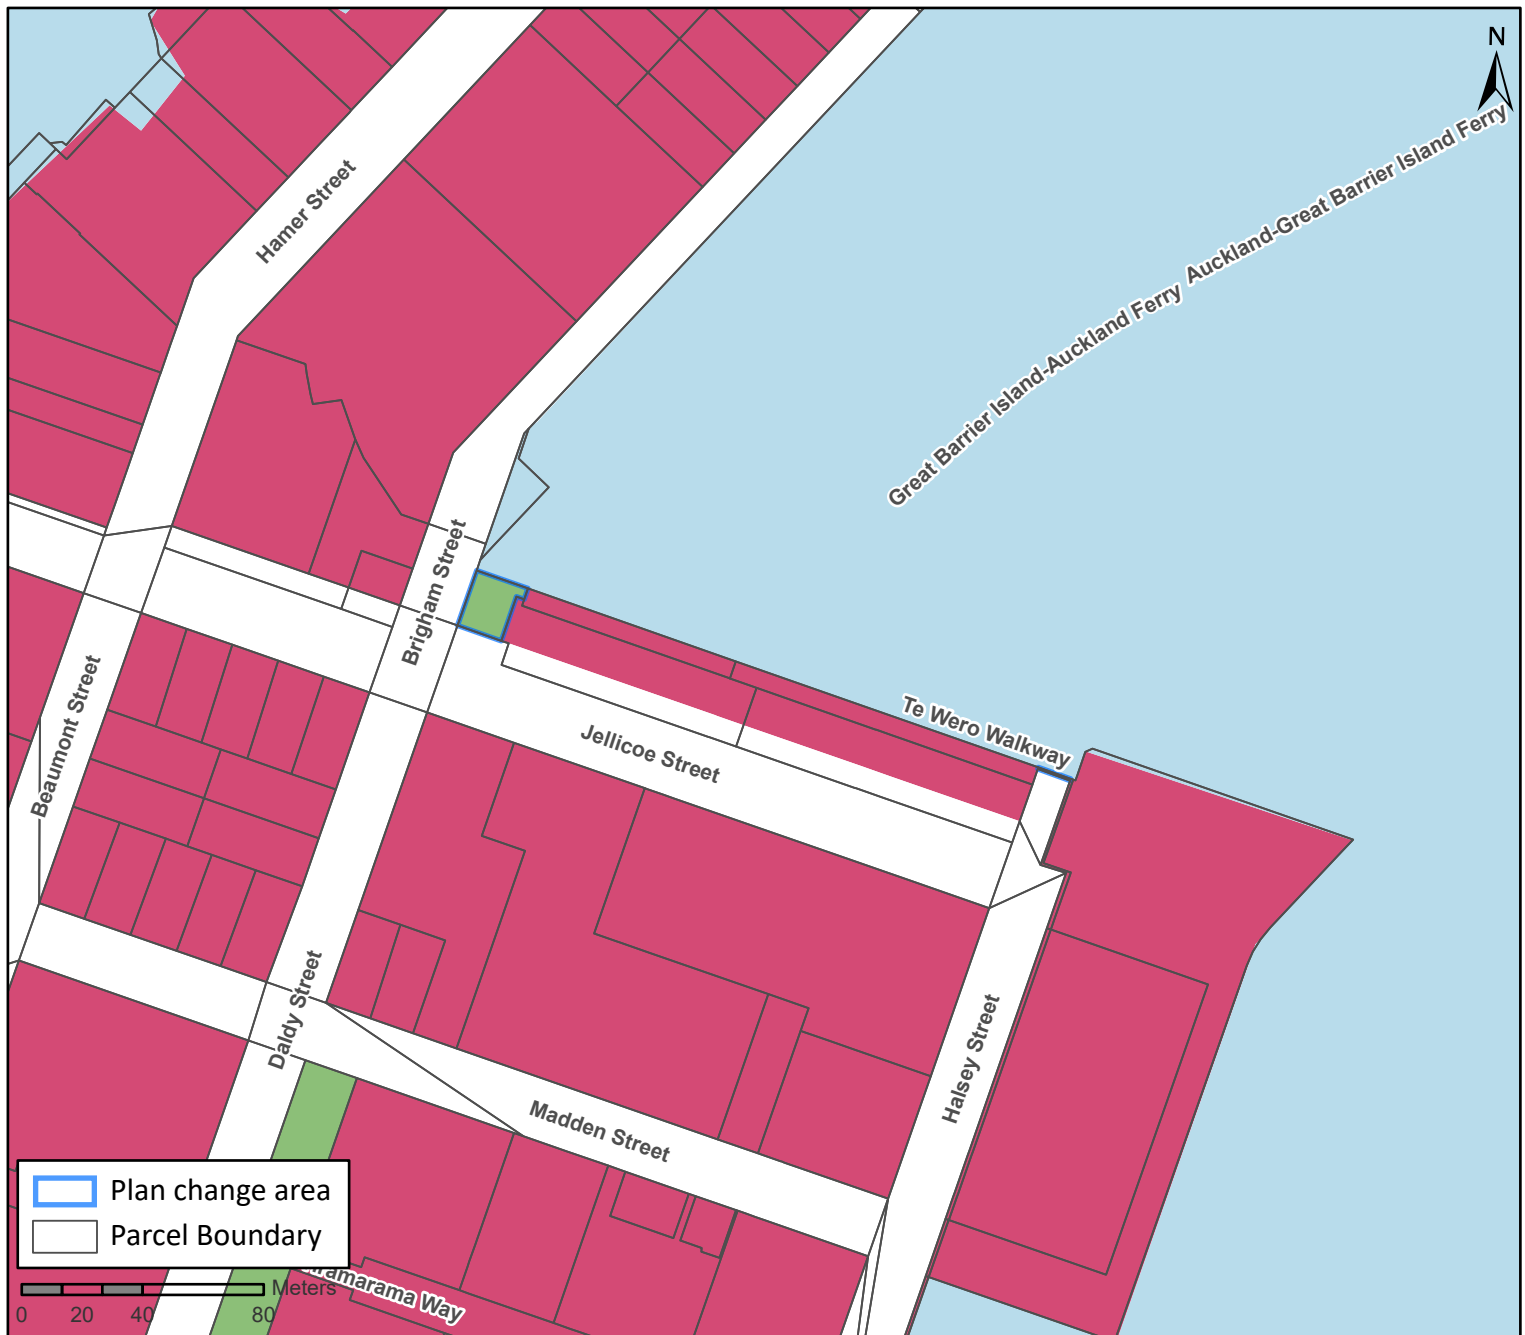 N
Hamer Street
Auckland-Great Barrier Island Ferry
Great Barrier Island-Auckland Ferry
Brigham Street
Beaumont Street
Te Wero Walkway
Jellicoe Street
Daldy Street
Halsey Street
Madden Street
Way
Plan change area
Parcel Boundary
Meters
0 20 40 80